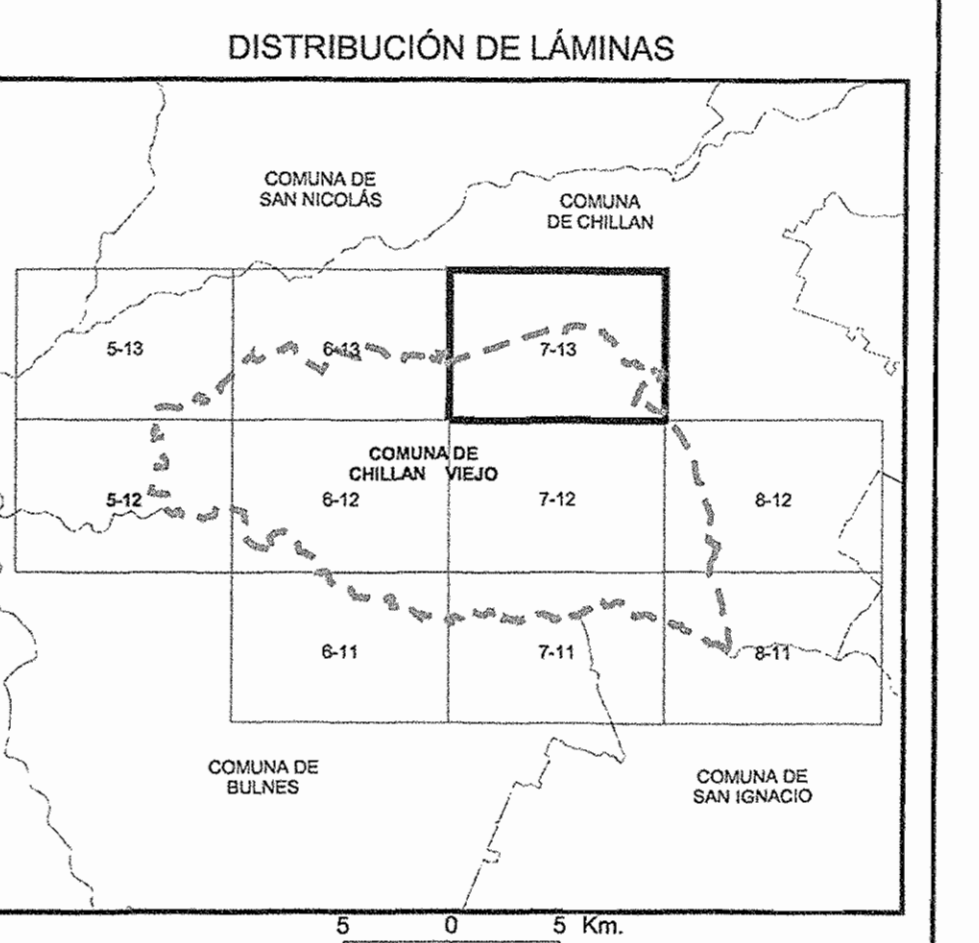 DISTRIBUCIÓN DE LÁMINAS
COMUNA DE
SAN NICOLÁS
COMUNA
DE CHILLAN
5-13
6-13
7-13
COMUNA DE
CHILLAN VIEJO
5-12
6-12
7-12
8-12
6-11
7-11
8-11
COMUNA DE
BULNES
COMUNA DE
SAN IGNACIO
5 0 5 Km.